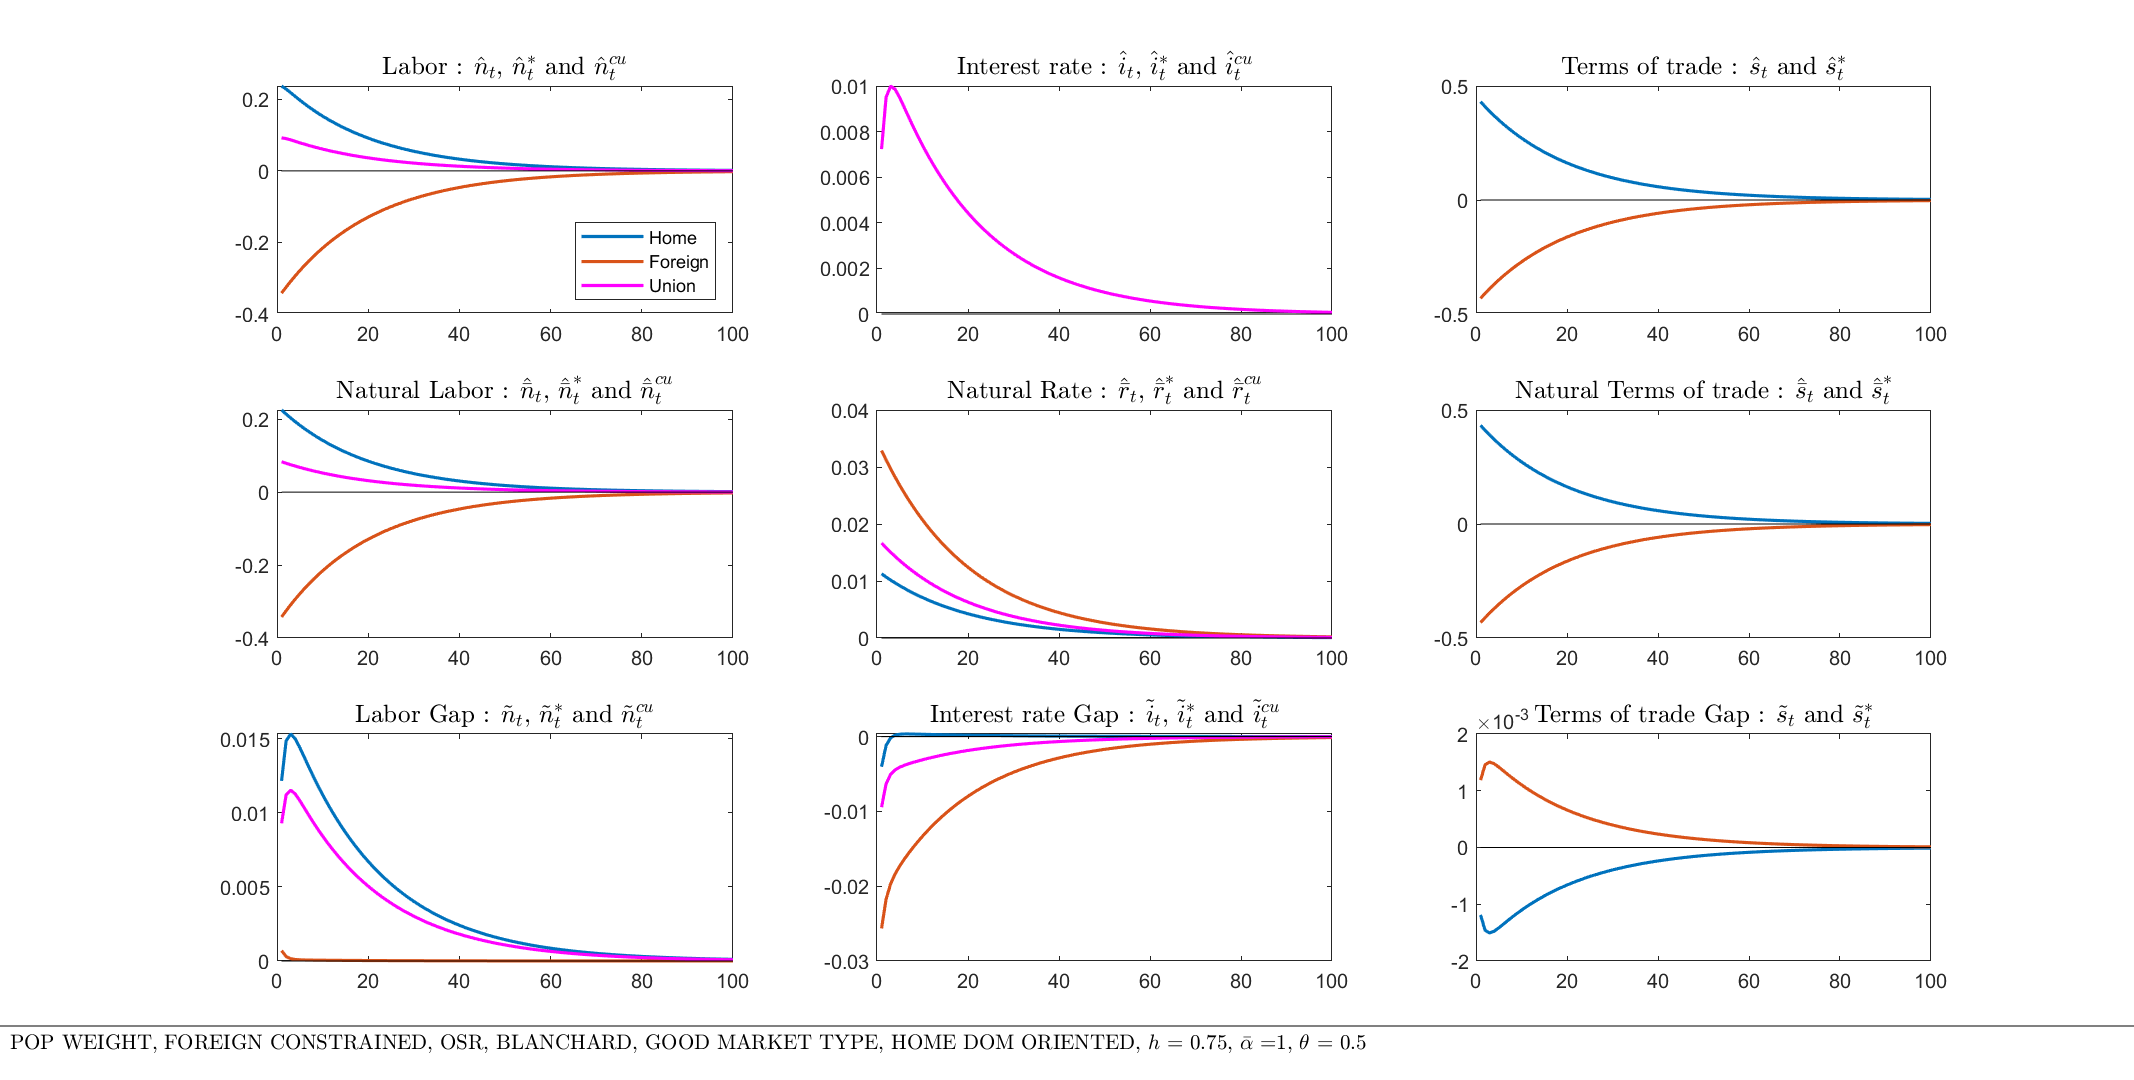 Labor : n̂ₜ, n̂ₜ* and n̂ₜᶜᵘ
0.2
0
-0.2
-0.4
0 20 40 60 80 100
Home
Foreign
Union
Interest rate : îₜ, îₜ* and îₜᶜᵘ
0.01
0.008
0.006
0.004
0.002
0
0 20 40 60 80 100
Terms of trade : ŝₜ and ŝₜ*
0.5
0
-0.5
0 20 40 60 80 100
Natural Labor : n̄̂ₜ, n̄̂ₜ* and n̄̂ₜᶜᵘ
0.2
0
-0.2
-0.4
0 20 40 60 80 100
Natural Rate : r̄̂ₜ, r̄̂ₜ* and r̄̂ₜᶜᵘ
0.04
0.03
0.02
0.01
0
0 20 40 60 80 100
Natural Terms of trade : s̄̂ₜ and s̄̂ₜ*
0.5
0
-0.5
0 20 40 60 80 100
Labor Gap : ñₜ, ñₜ* and ñₜᶜᵘ
0.015
0.01
0.005
0
0 20 40 60 80 100
Interest rate Gap : ĩₜ, ĩₜ* and ĩₜᶜᵘ
0
-0.01
-0.02
-0.03
0 20 40 60 80 100
×10⁻³ Terms of trade Gap : s̃ₜ and s̃ₜ*
2
1
0
-1
-2
0 20 40 60 80 100
POP WEIGHT, FOREIGN CONSTRAINED, OSR, BLANCHARD, GOOD MARKET TYPE, HOME DOM ORIENTED, h = 0.75, ᾱ =1, θ = 0.5